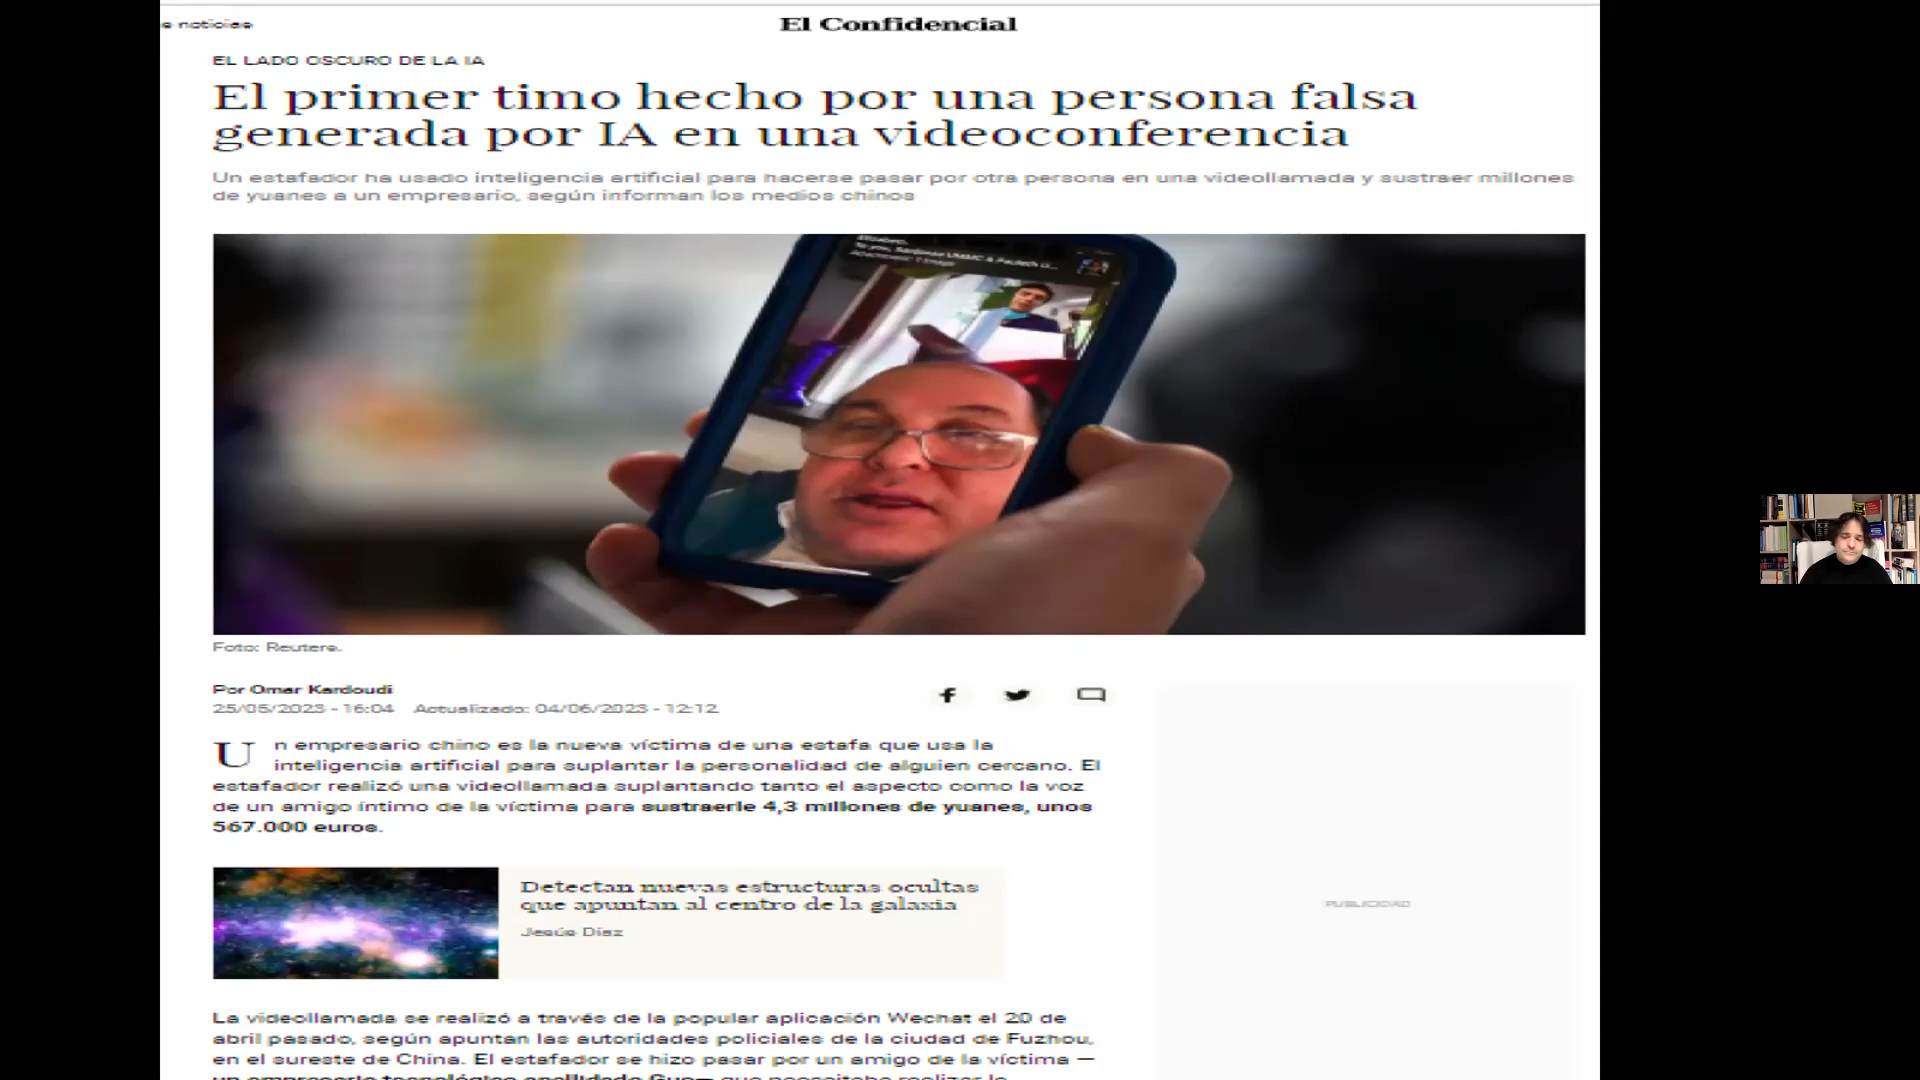 e noticias
El Confidencial
EL LADO OSCURO DE LA IA
El primer timo hecho por una persona falsa
generada por IA en una videoconferencia
Un estafador ha usado inteligencia artificial para hacerse pasar por otra persona en una videollamada y sustraer millones
de yuanes a un empresario, según informan los medios chinos
Foto: Reuters.
Por Omar Kardoudi
25/05/2023 - 16:04 Actualizado: 04/06/2023 - 12:12
Un empresario chino es la nueva víctima de una estafa que usa la
inteligencia artificial para suplantar la personalidad de alguien cercano. El
estafador realizó una videollamada suplantando tanto el aspecto como la voz
de un amigo íntimo de la víctima para sustraerle 4,3 millones de yuanes, unos
567.000 euros.
Detectan nuevas estructuras ocultas
que apuntan al centro de la galaxia
Jesús Díaz
PUBLICIDAD
La videollamada se realizó a través de la popular aplicación Wechat el 20 de
abril pasado, según apuntan las autoridades policiales de la ciudad de Fuzhou,
en el sureste de China. El estafador se hizo pasar por un amigo de la víctima —
un empresario tecnológico apellidado Guo— que necesitaba realizar